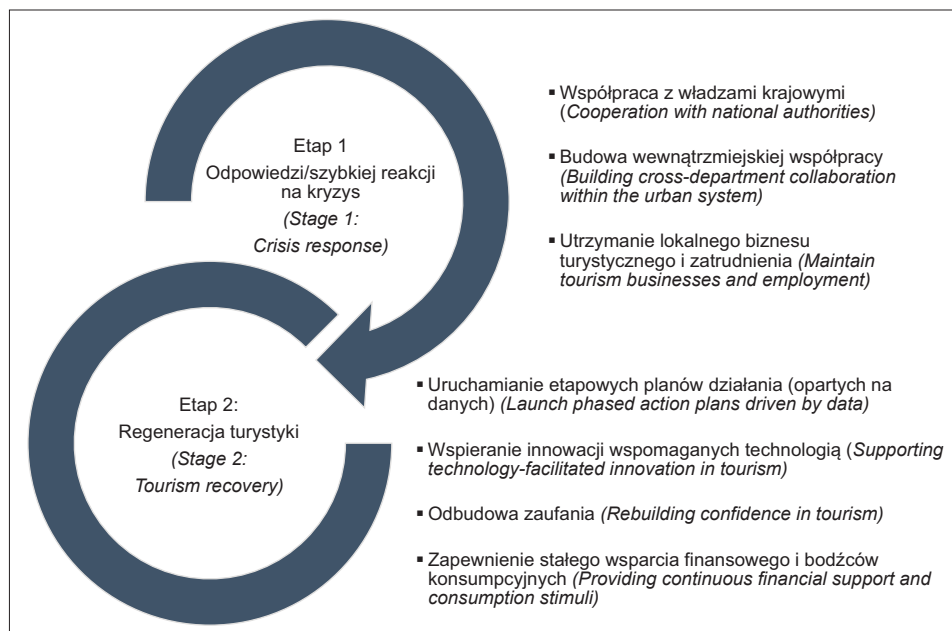 Etap 1
Odpowiedzi/szybkiej reakcji
na kryzys
(Stage 1:
Crisis response)
▪ Współpraca z władzami krajowymi
(Cooperation with national authorities)
▪ Budowa wewnątrzmiejskiej współpracy
(Building cross-department collaboration
within the urban system)
▪ Utrzymanie lokalnego biznesu
turystycznego i zatrudnienia (Maintain
tourism businesses and employment)
Etap 2:
Regeneracja turystyki
(Stage 2:
Tourism recovery)
▪ Uruchamianie etapowych planów działania (opartych na
danych) (Launch phased action plans driven by data)
▪ Wspieranie innowacji wspomaganych technologią (Supporting
technology-facilitated innovation in tourism)
▪ Odbudowa zaufania (Rebuilding confidence in tourism)
▪ Zapewnienie stałego wsparcia finansowego i bodźców
konsumpcyjnych (Providing continuous financial support and
consumption stimuli)